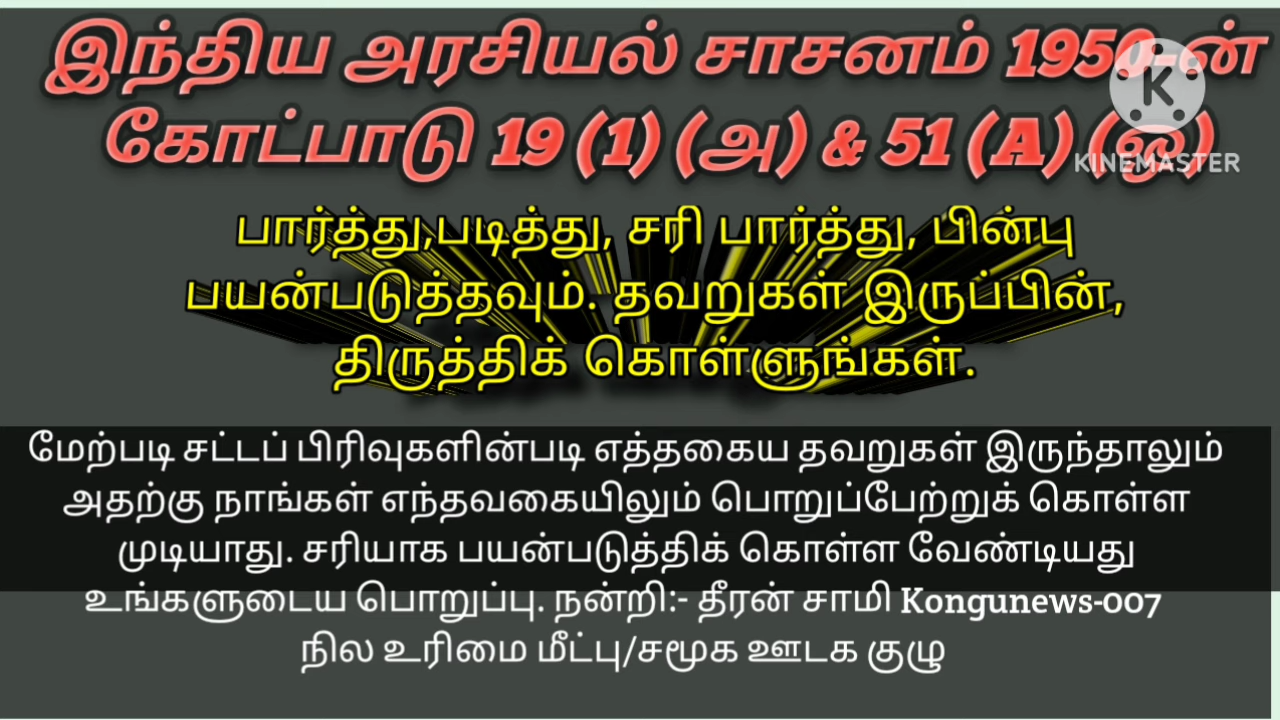 இந்திய அரசியல் சாசனம் 1950-ன்
கோட்பாடு 19 (1) (அ) & 51 (A) (ஒ)
K
KINEMASTER
பார்த்து,படித்து, சரி பார்த்து, பின்பு
பயன்படுத்தவும். தவறுகள் இருப்பின்,
திருத்திக் கொள்ளுங்கள்.
மேற்படி சட்டப் பிரிவுகளின்படி எத்தகைய தவறுகள் இருந்தாலும்
அதற்கு நாங்கள் எந்தவகையிலும் பொறுப்பேற்றுக் கொள்ள
முடியாது. சரியாக பயன்படுத்திக் கொள்ள வேண்டியது
உங்களுடைய பொறுப்பு. நன்றி:- தீரன் சாமி Kongunews-007
நில உரிமை மீட்பு/சமூக ஊடக குழு